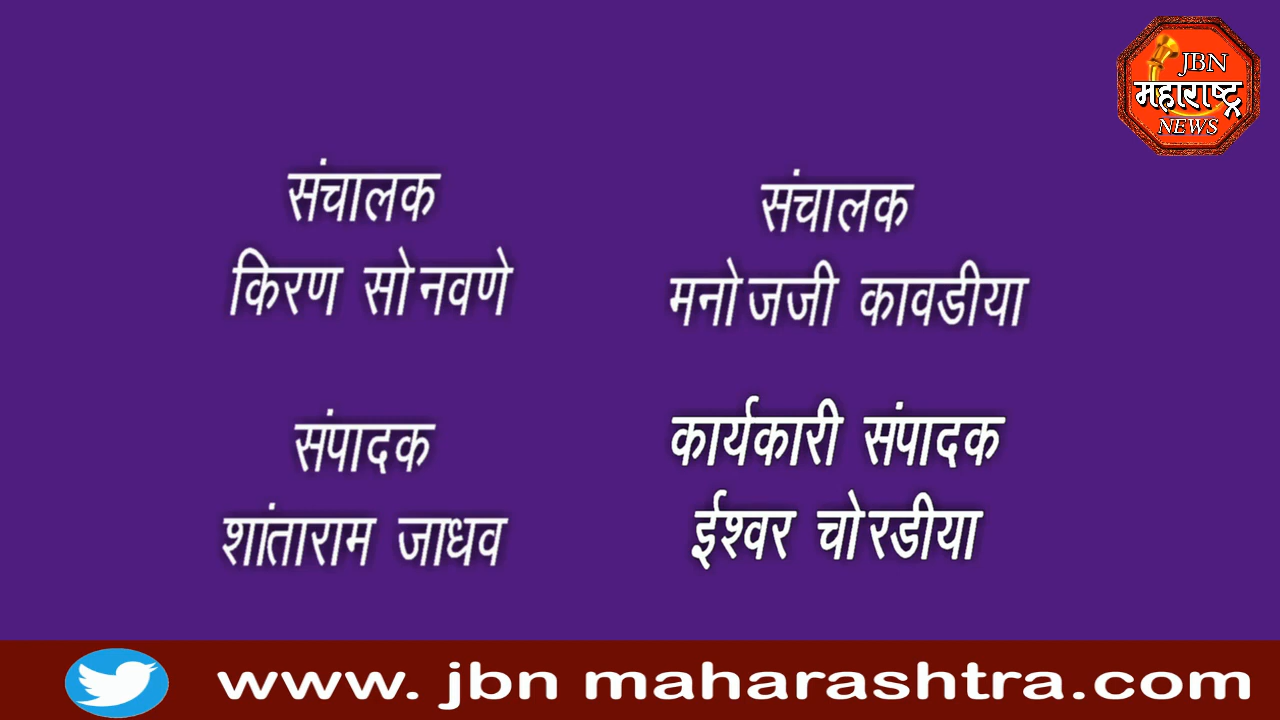 JBN
महाराष्ट्र
NEWS
संचालक
किरण सोनवणे
संचालक
मनोजजी कावडीया
संपादक
शांताराम जाधव
कार्यकारी संपादक
ईश्वर चोरडीया
www. jbn maharashtra.com